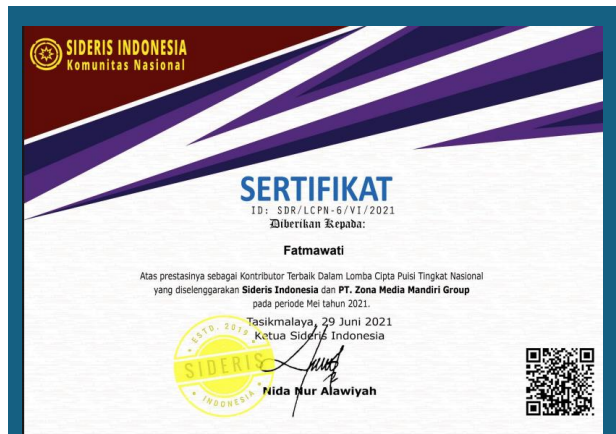 SIDERIS INDONESIA
Komunitas Nasional
SERTIFIKAT
ID: SDR/LCPN-6/VI/2021
Diberikan Kepada:
Fatmawati
Atas prestasinya sebagai Kontributor Terbaik Dalam Lomba Cipta Puisi Tingkat Nasional
yang diselenggarakan Sideris Indonesia dan PT. Zona Media Mandiri Group
pada periode Mei tahun 2021.
Tasikmalaya, 29 Juni 2021
Ketua Sideris Indonesia
ESTD. 2019
SIDERIS
INDONESIA
Nida Nur Alawiyah